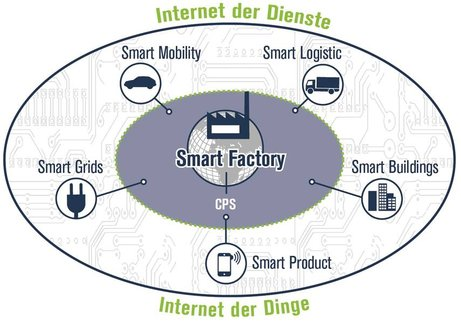 Internet der Dienste
Smart Mobility
Smart Logistic
Smart Factory
Smart Grids
Smart Buildings
CPS
Smart Product
Internet der Dinge